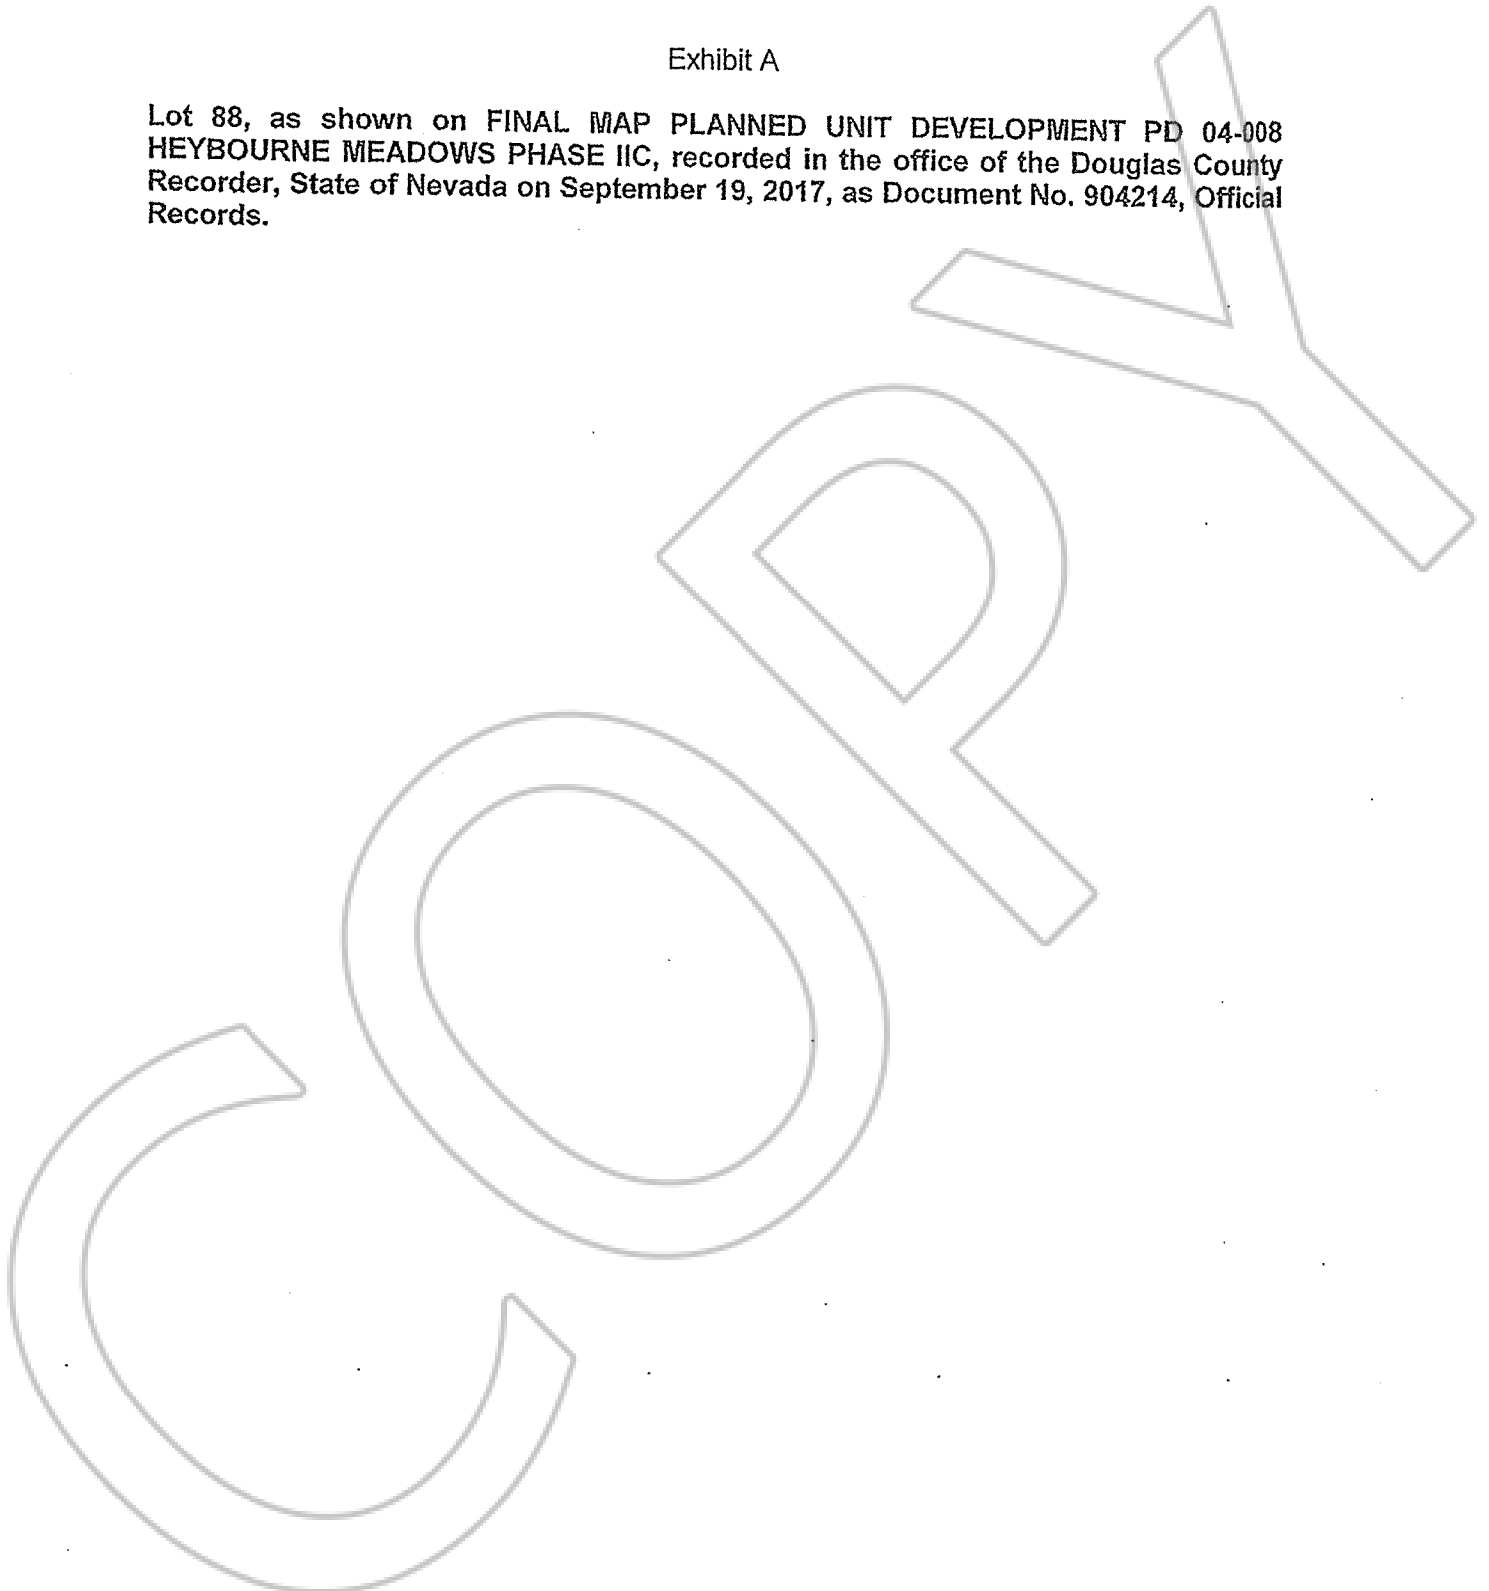 Exhibit A
Lot 88, as shown on FINAL MAP PLANNED UNIT DEVELOPMENT PD 04-008
HEYBOURNE MEADOWS PHASE IIC, recorded in the office of the Douglas County
Recorder, State of Nevada on September 19, 2017, as Document No. 904214, Official
Records.
COPY